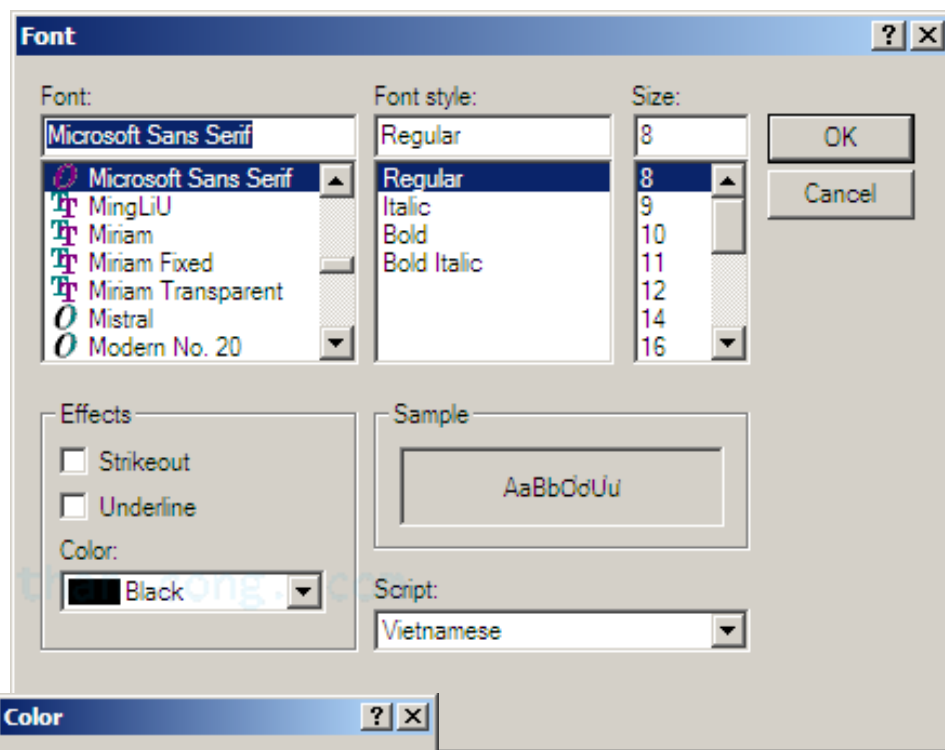 Font
Font:
Font style:
Size:
Microsoft Sans Serif
Regular
8
OK
Cancel
Microsoft Sans Serif
MingLiU
Miriam
Miriam Fixed
Miriam Transparent
Mistral
Modern No. 20
Regular
Italic
Bold
Bold Italic
8
9
10
11
12
14
16
Effects
Strikeout
Underline
Color:
Black
Sample
AaBbƠơƯư
Script:
Vietnamese
Color